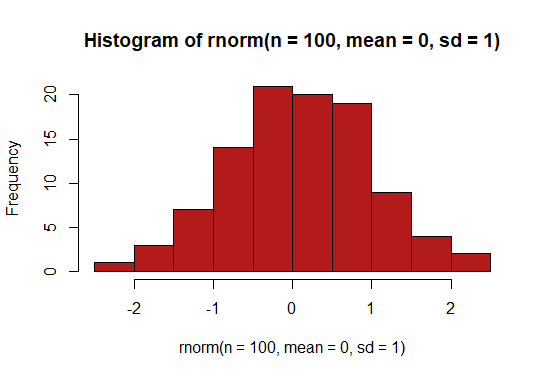 Histogram of rnorm(n = 100, mean = 0, sd = 1)
Frequency
20
15
10
5
0
-2 -1 0 1 2
rnorm(n = 100, mean = 0, sd = 1)